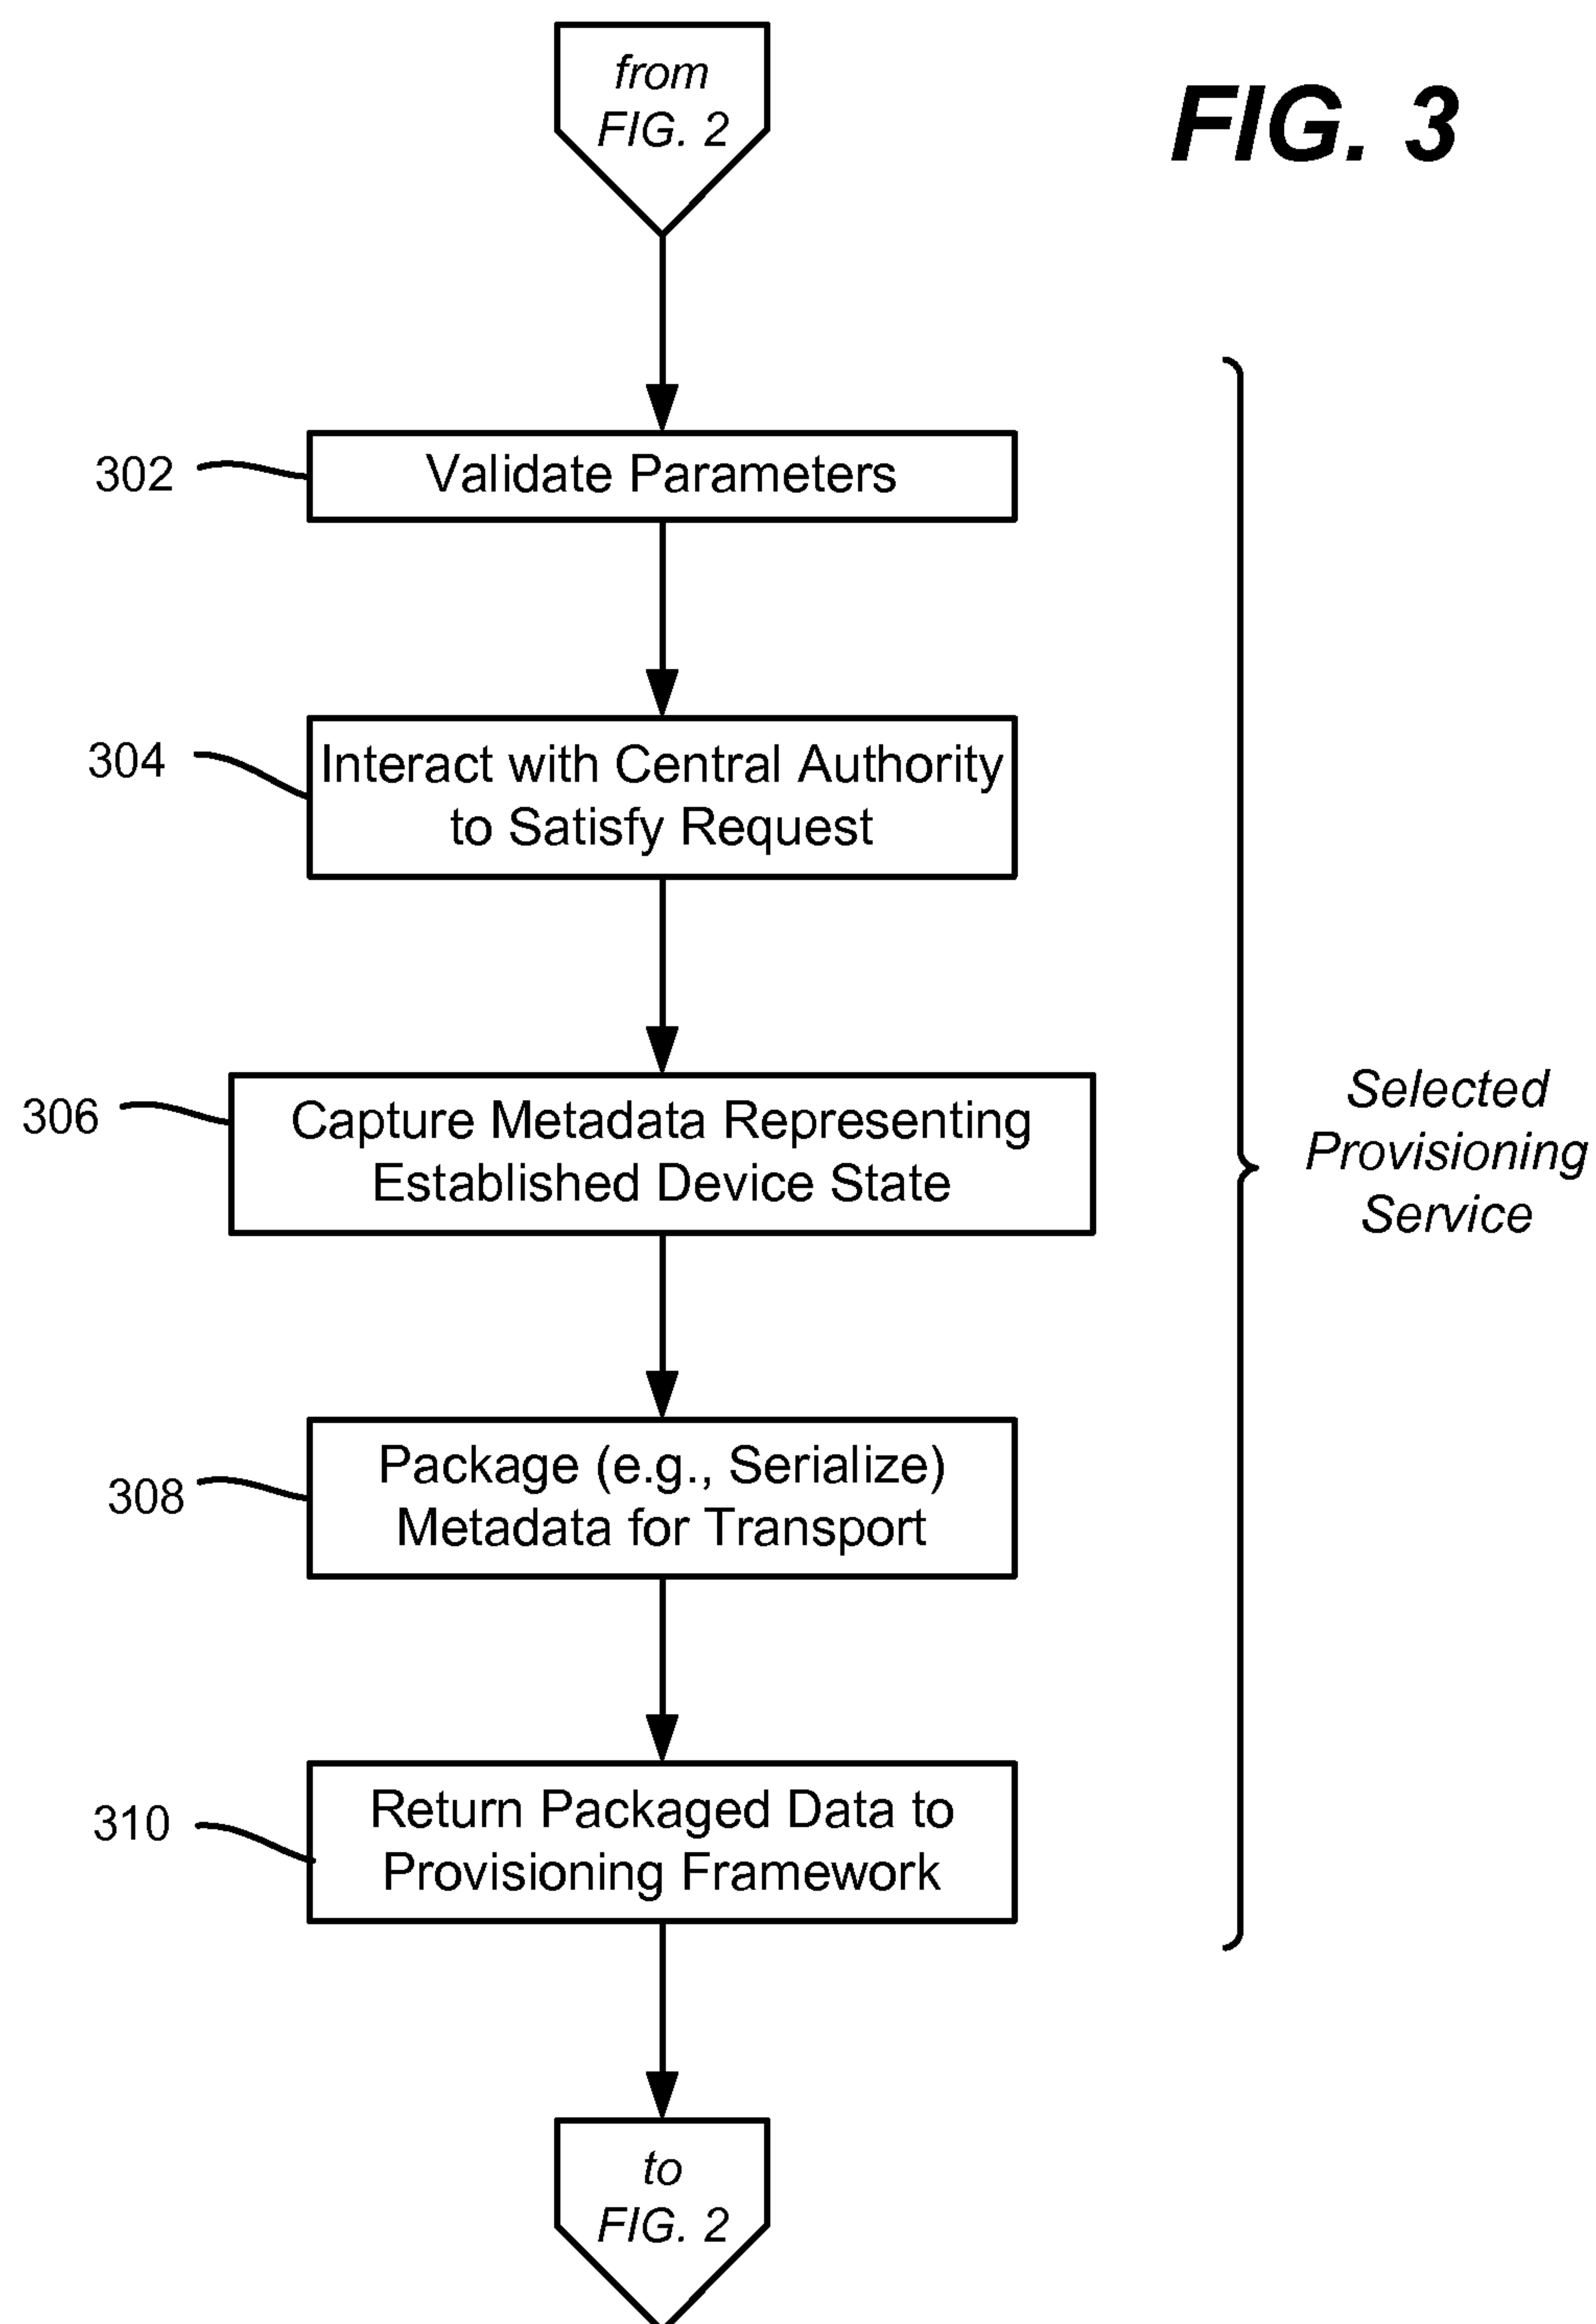 from
FIG. 2
FIG. 3
302
Validate Parameters
304
Interact with Central Authority
to Satisfy Request
306
Capture Metadata Representing
Established Device State
Selected
Provisioning
Service
308
Package (e.g., Serialize)
Metadata for Transport
310
Return Packaged Data to
Provisioning Framework
to
FIG. 2